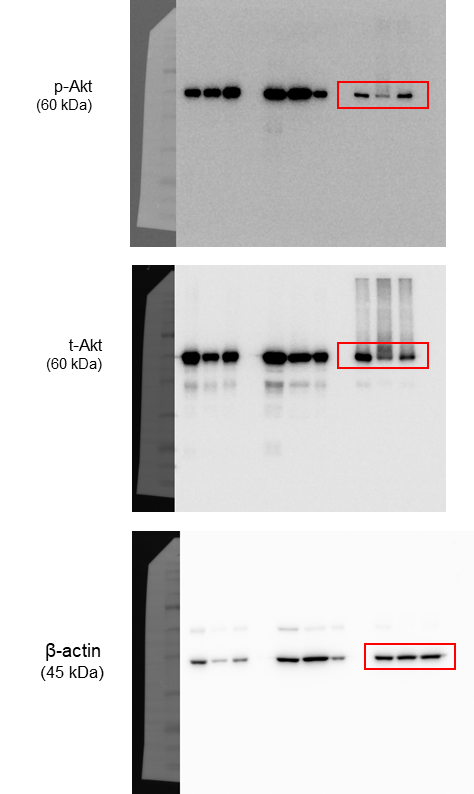 p-Akt
(60 kDa)
t-Akt
(60 kDa)
β-actin
(45 kDa)